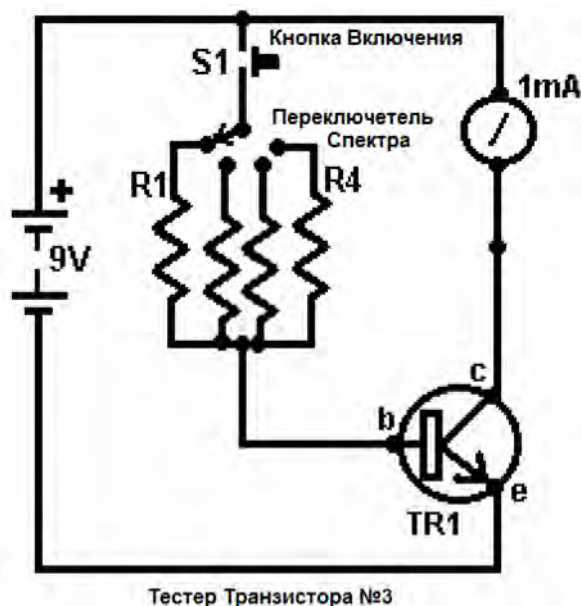 Кнопка Включения
S1
1mA
Переключетель
Спектра
R1
R4
+
9V
c
b
e
TR1
Тестер Транзистора №3